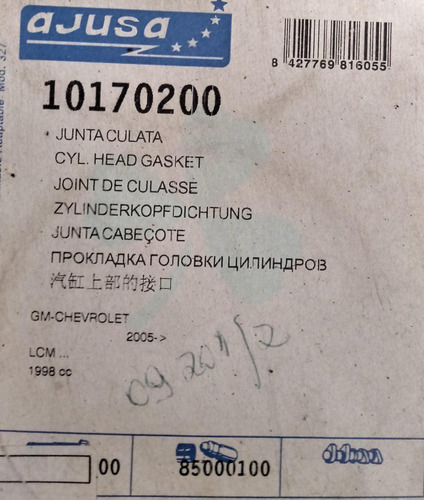 ajusa
8 427769 816055
10170200
JUNTA CULATA
CYL. HEAD GASKET
JOINT DE CULASSE
ZYLINDERKOPFDICHTUNG
JUNTA CABEÇOTE
ПРОКЛАДКА ГОЛОВКИ ЦИЛИНДРОВ
汽缸上部的接口
GM-CHEVROLET
2005->
LCM ...
1998 cc
00
85000100